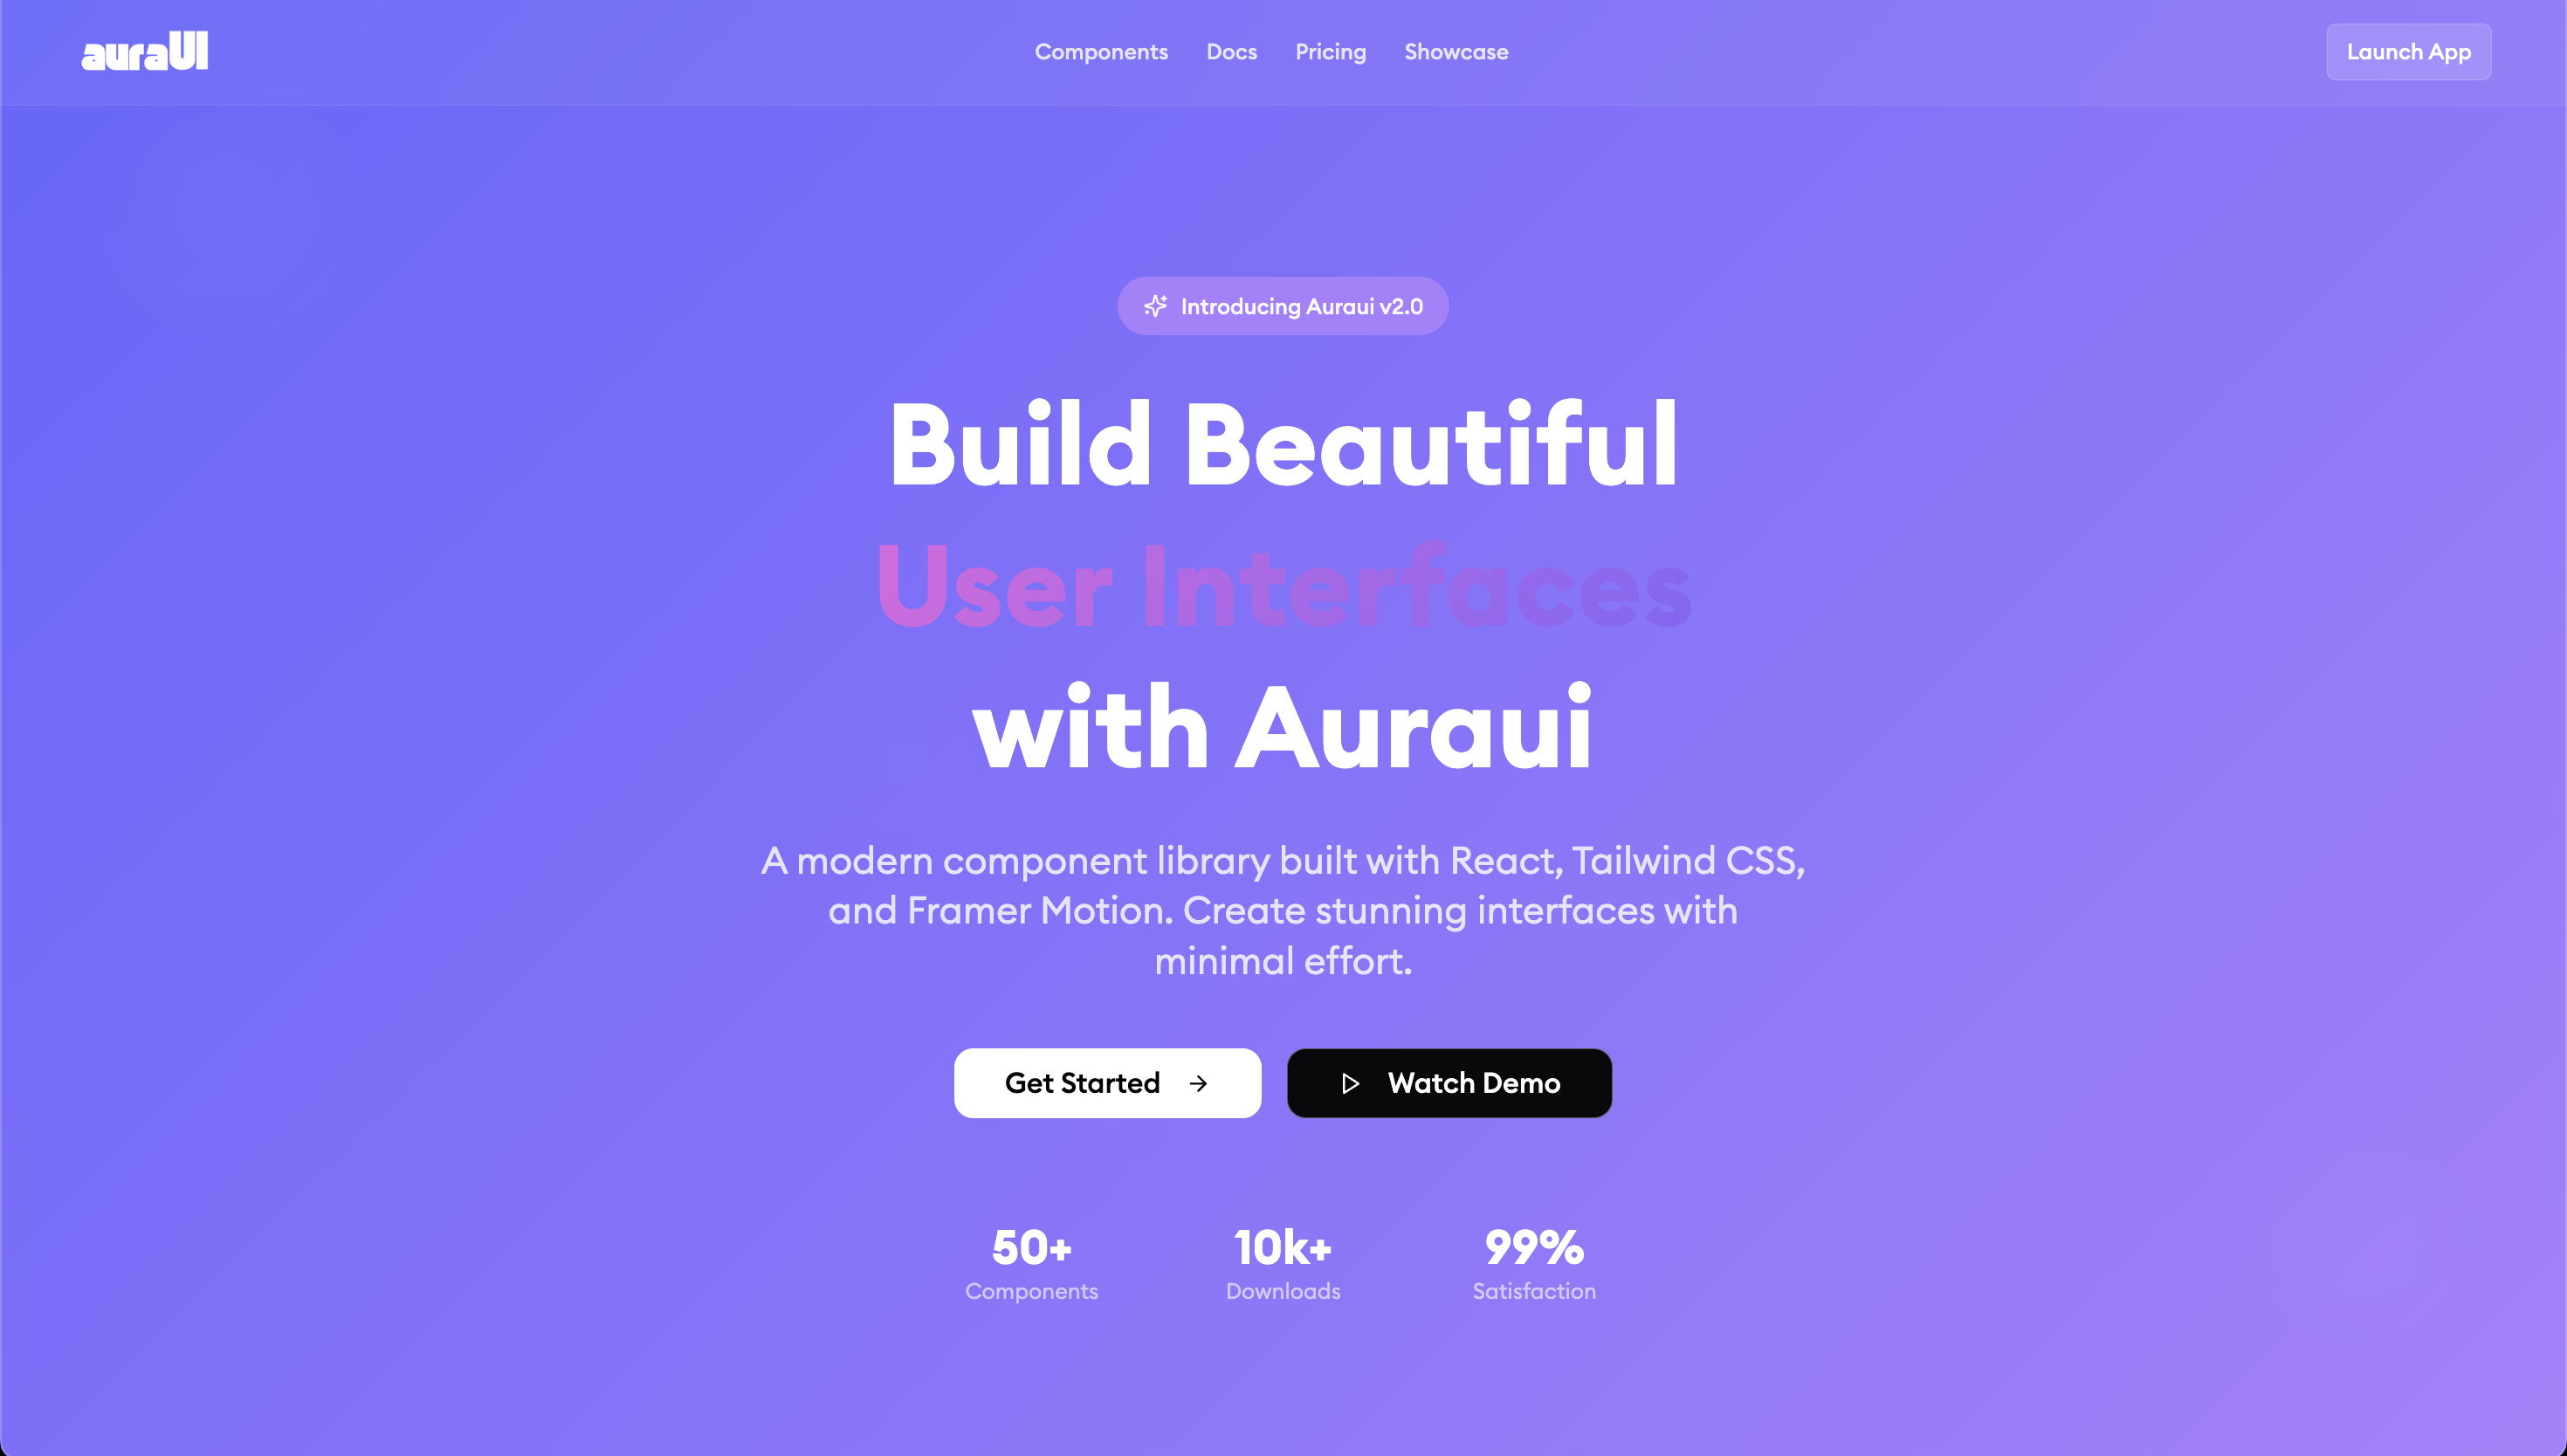 auraUI
Components
Docs
Pricing
Showcase
Launch App
Introducing Auraui v2.0
Build Beautiful
User Interfaces
with Auraui
A modern component library built with React, Tailwind CSS,
and Framer Motion. Create stunning interfaces with
minimal effort.
Get Started
Watch Demo
50+
Components
10k+
Downloads
99%
Satisfaction